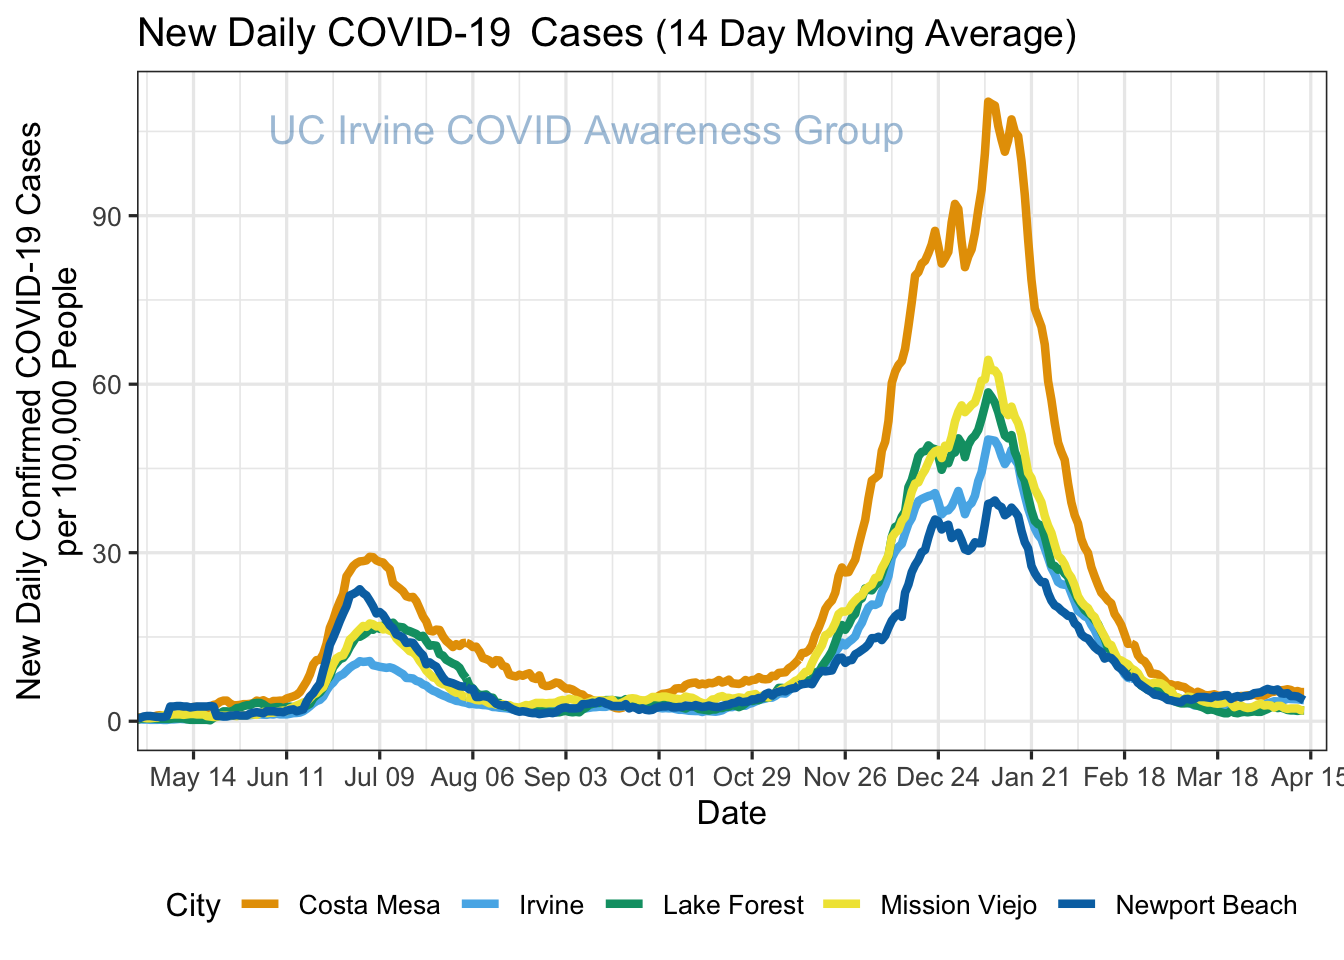 New Daily COVID-19  Cases (14 Day Moving Average)
UC Irvine COVID Awareness Group
New Daily Confirmed COVID-19 Cases
per 100,000 People
90
60
30
0
May 14 Jun 11 Jul 09 Aug 06 Sep 03 Oct 01 Oct 29 Nov 26 Dec 24 Jan 21 Feb 18 Mar 18 Apr 15
Date
City Costa Mesa Irvine Lake Forest Mission Viejo Newport Beach